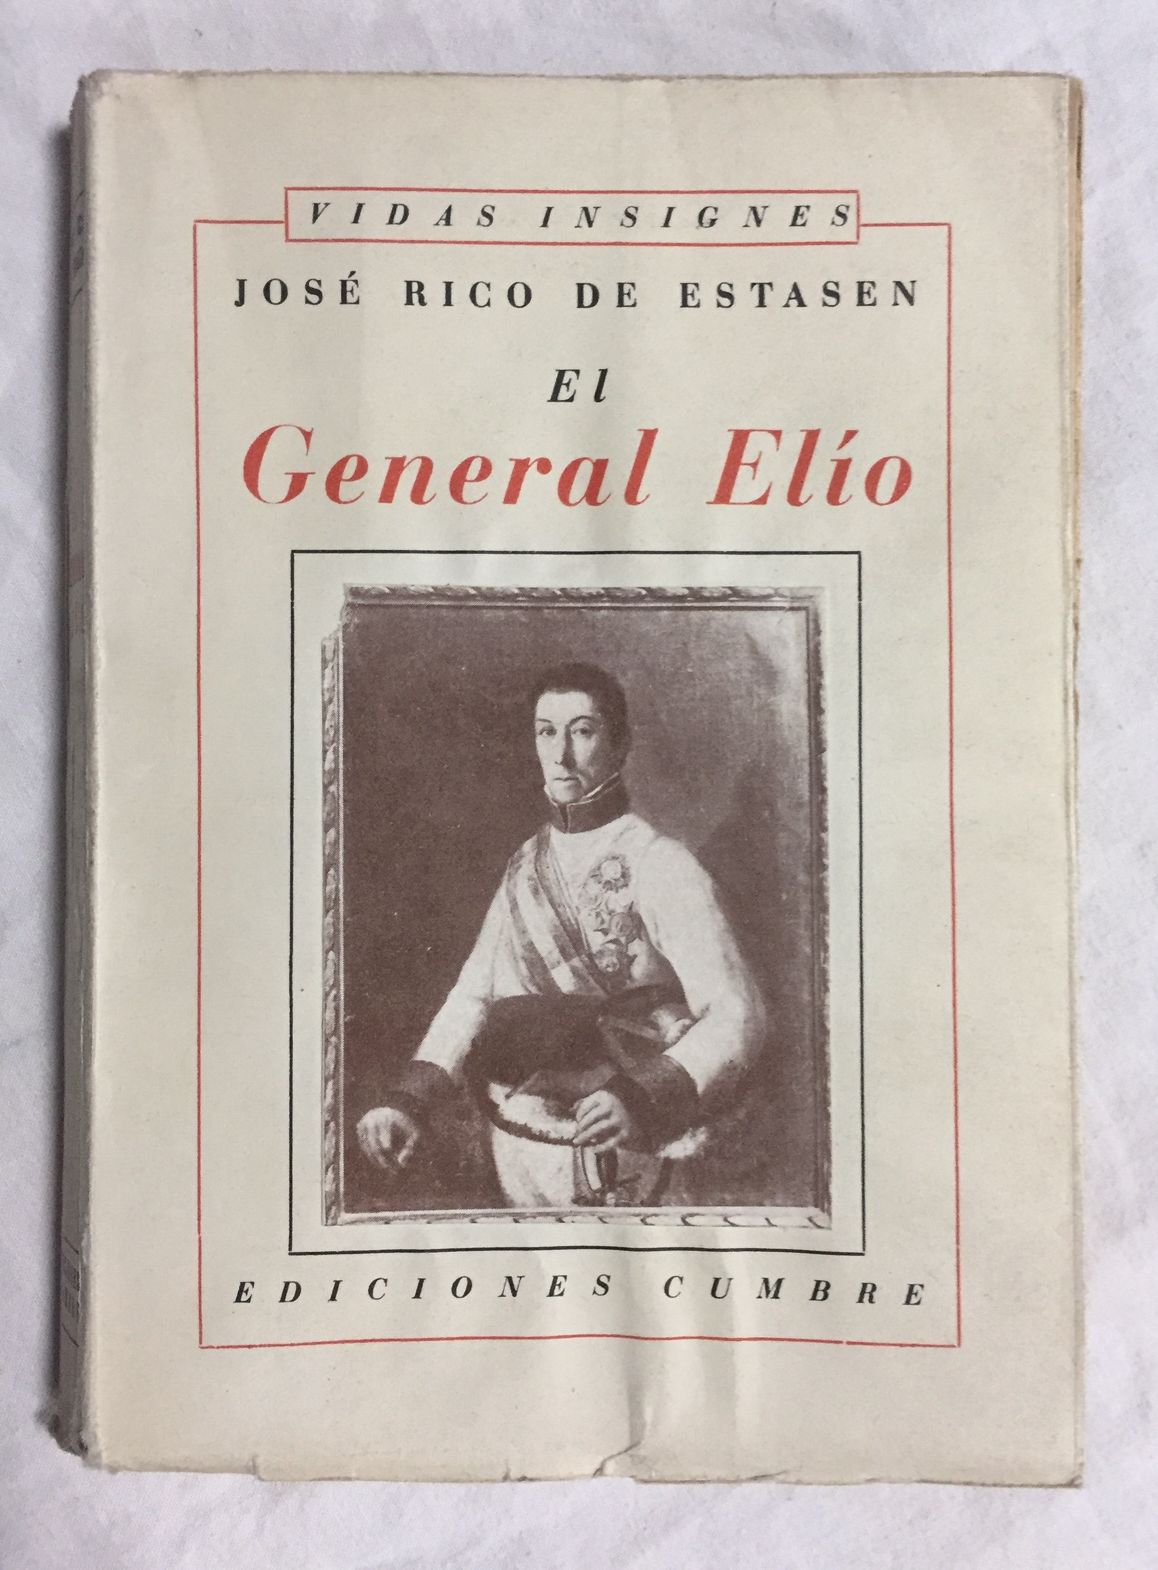 VIDAS INSIGNES
JOSÉ RICO DE ESTASEN
El
General Elío
EDICIONES CUMBRE